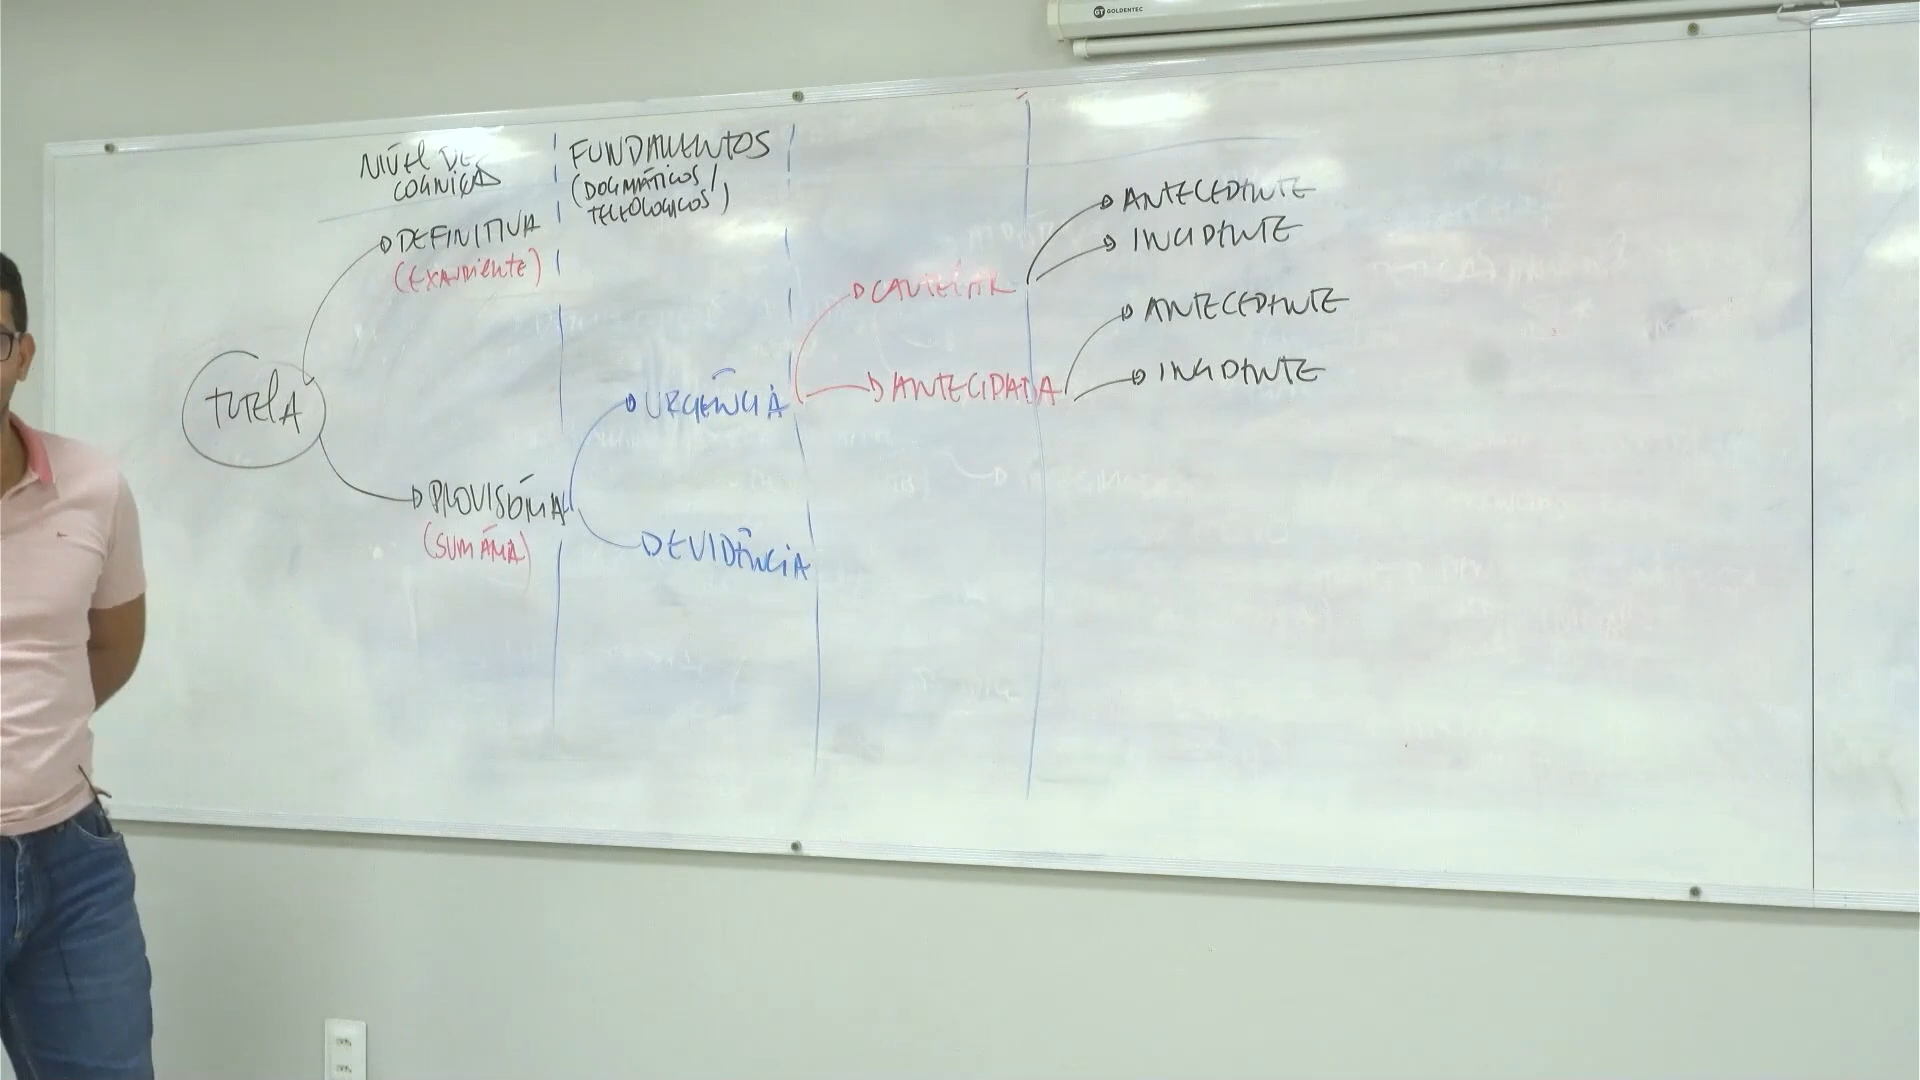 GT GOLDENTEC
NÍVEL DE
COGNIÇÃO
FUNDAMENTOS
(DOGMÁTICOS /
TELEOLÓGICOS)
DEFINITIVA
(EXAURIENTE)
TUTELA
PROVISÓRIA
(SUMÁRIA)
URGÊNCIA
EVIDÊNCIA
CAUTELAR
ANTECIPADA
ANTECEDENTE
INCIDENTE
ANTECEDENTE
INCIDENTE